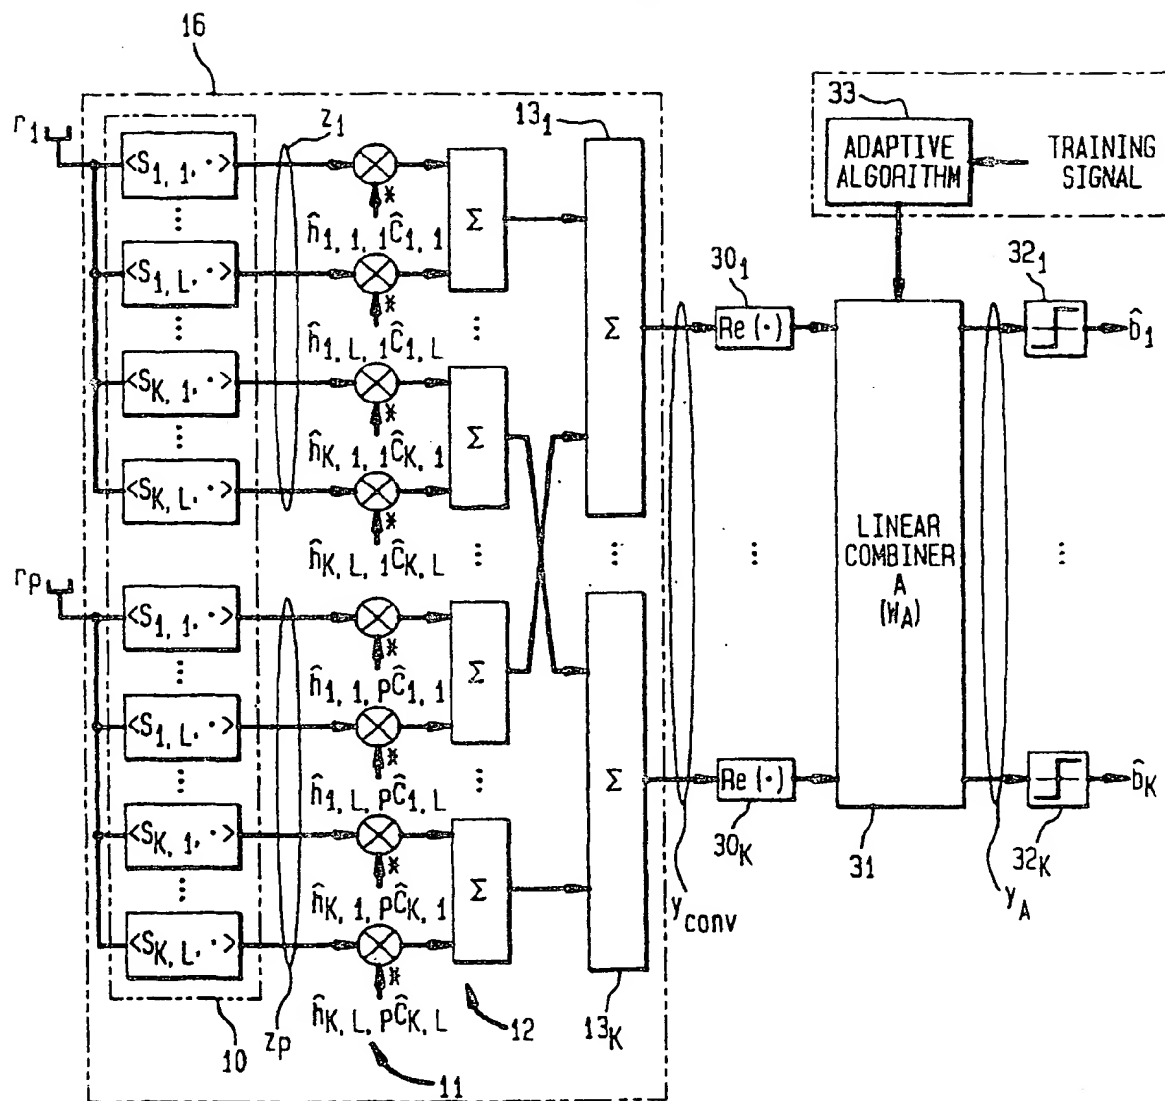 16
r1
<S1, 1, ·>
<S1, L, ·>
<SK, 1, ·>
<SK, L, ·>
z1
*
ĥ1, 1, 1Ĉ1, 1
*
ĥ1, L, 1Ĉ1, L
*
ĥK, 1, 1ĈK, 1
*
ĥK, L, 1ĈK, L
Σ
Σ
131
Σ
rP
<S1, 1, ·>
<S1, L, ·>
<SK, 1, ·>
<SK, L, ·>
10
zP
*
ĥ1, 1, PĈ1, 1
*
ĥ1, L, PĈ1, L
*
ĥK, 1, PĈK, 1
*
ĥK, L, PĈK, L
11
Σ
Σ
12
Σ
13K
yconv
301
Re(·)
Re(·)
30K
33
ADAPTIVE
ALGORITHM
TRAINING
SIGNAL
LINEAR
COMBINER
A
(WA)
31
yA
321
b̂1
b̂K
32K